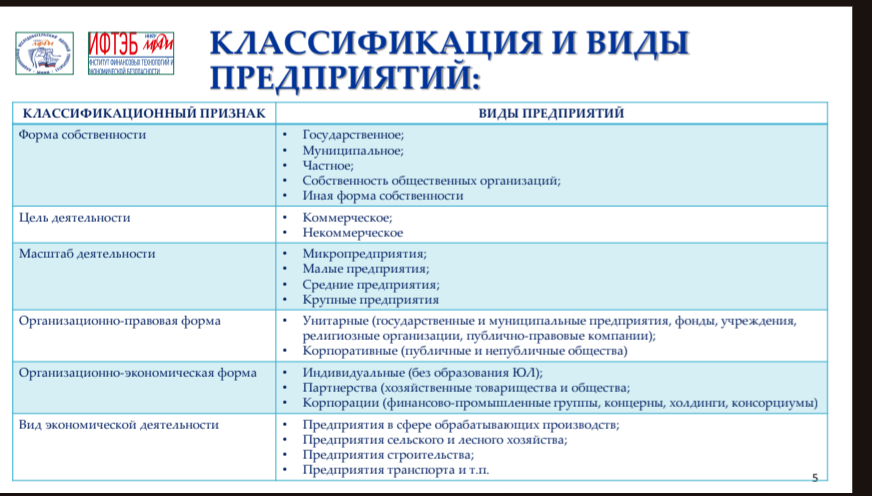 ИФТЭБ
МИФИ
ИНСТИТУТ ФИНАНСОВЫХ ТЕХНОЛОГИЙ И
ЭКОНОМИЧЕСКОЙ БЕЗОПАСНОСТИ
КЛАССИФИКАЦИЯ И ВИДЫ
ПРЕДПРИЯТИЙ:
КЛАССИФИКАЦИОННЫЙ ПРИЗНАК
ВИДЫ ПРЕДПРИЯТИЙ
Форма собственности
• Государственное;
• Муниципальное;
• Частное;
• Собственность общественных организаций;
• Иная форма собственности
Цель деятельности
• Коммерческое;
• Некоммерческое
Масштаб деятельности
• Микропредприятия;
• Малые предприятия;
• Средние предприятия;
• Крупные предприятия
Организационно-правовая форма
• Унитарные (государственные и муниципальные предприятия, фонды, учреждения,
религиозные организации, публично-правовые компании);
• Корпоративные (публичные и непубличные общества)
Организационно-экономическая форма
• Индивидуальные (без образования ЮЛ);
• Партнерства (хозяйственные товарищества и общества;
• Корпорации (финансово-промышленные группы, концерны, холдинги, консорциумы)
Вид экономической деятельности
• Предприятия в сфере обрабатывающих производств;
• Предприятия сельского и лесного хозяйства;
• Предприятия строительства;
• Предприятия транспорта и т.п.
5